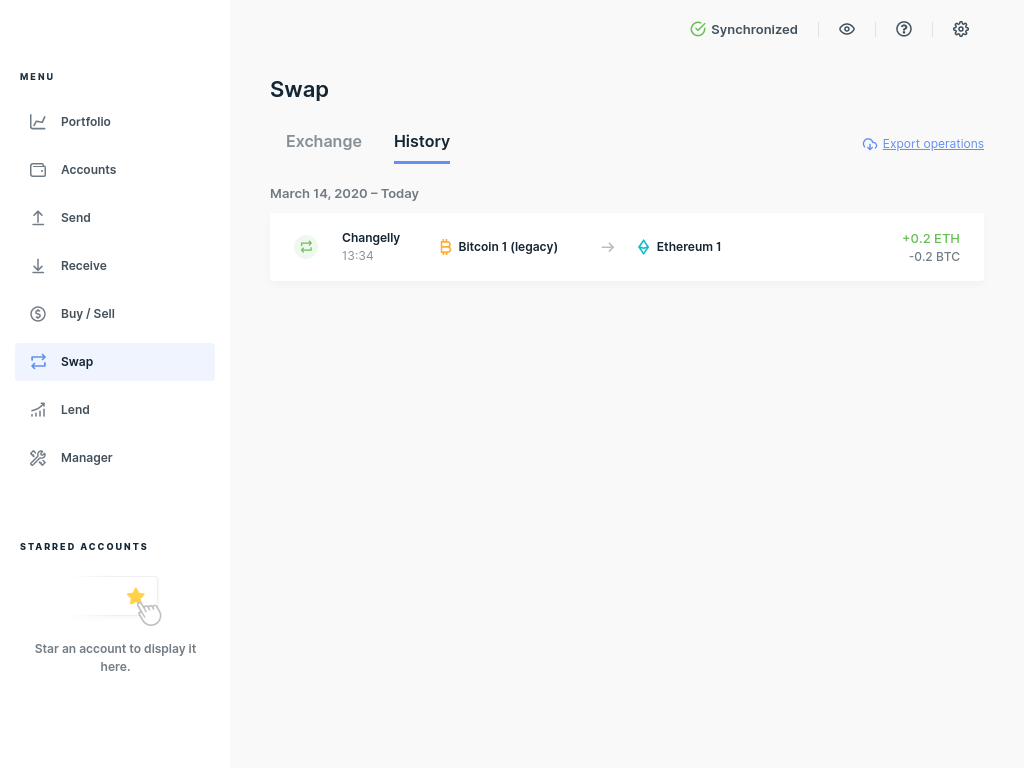 Synchronized
MENU
Portfolio
Accounts
Send
Receive
Buy / Sell
Swap
Lend
Manager
STARRED ACCOUNTS
Star an account to display it
here.
Swap
Exchange
History
Export operations
March 14, 2020 – Today
Changelly
13:34
Bitcoin 1 (legacy)
Ethereum 1
+0.2 ETH
-0.2 BTC